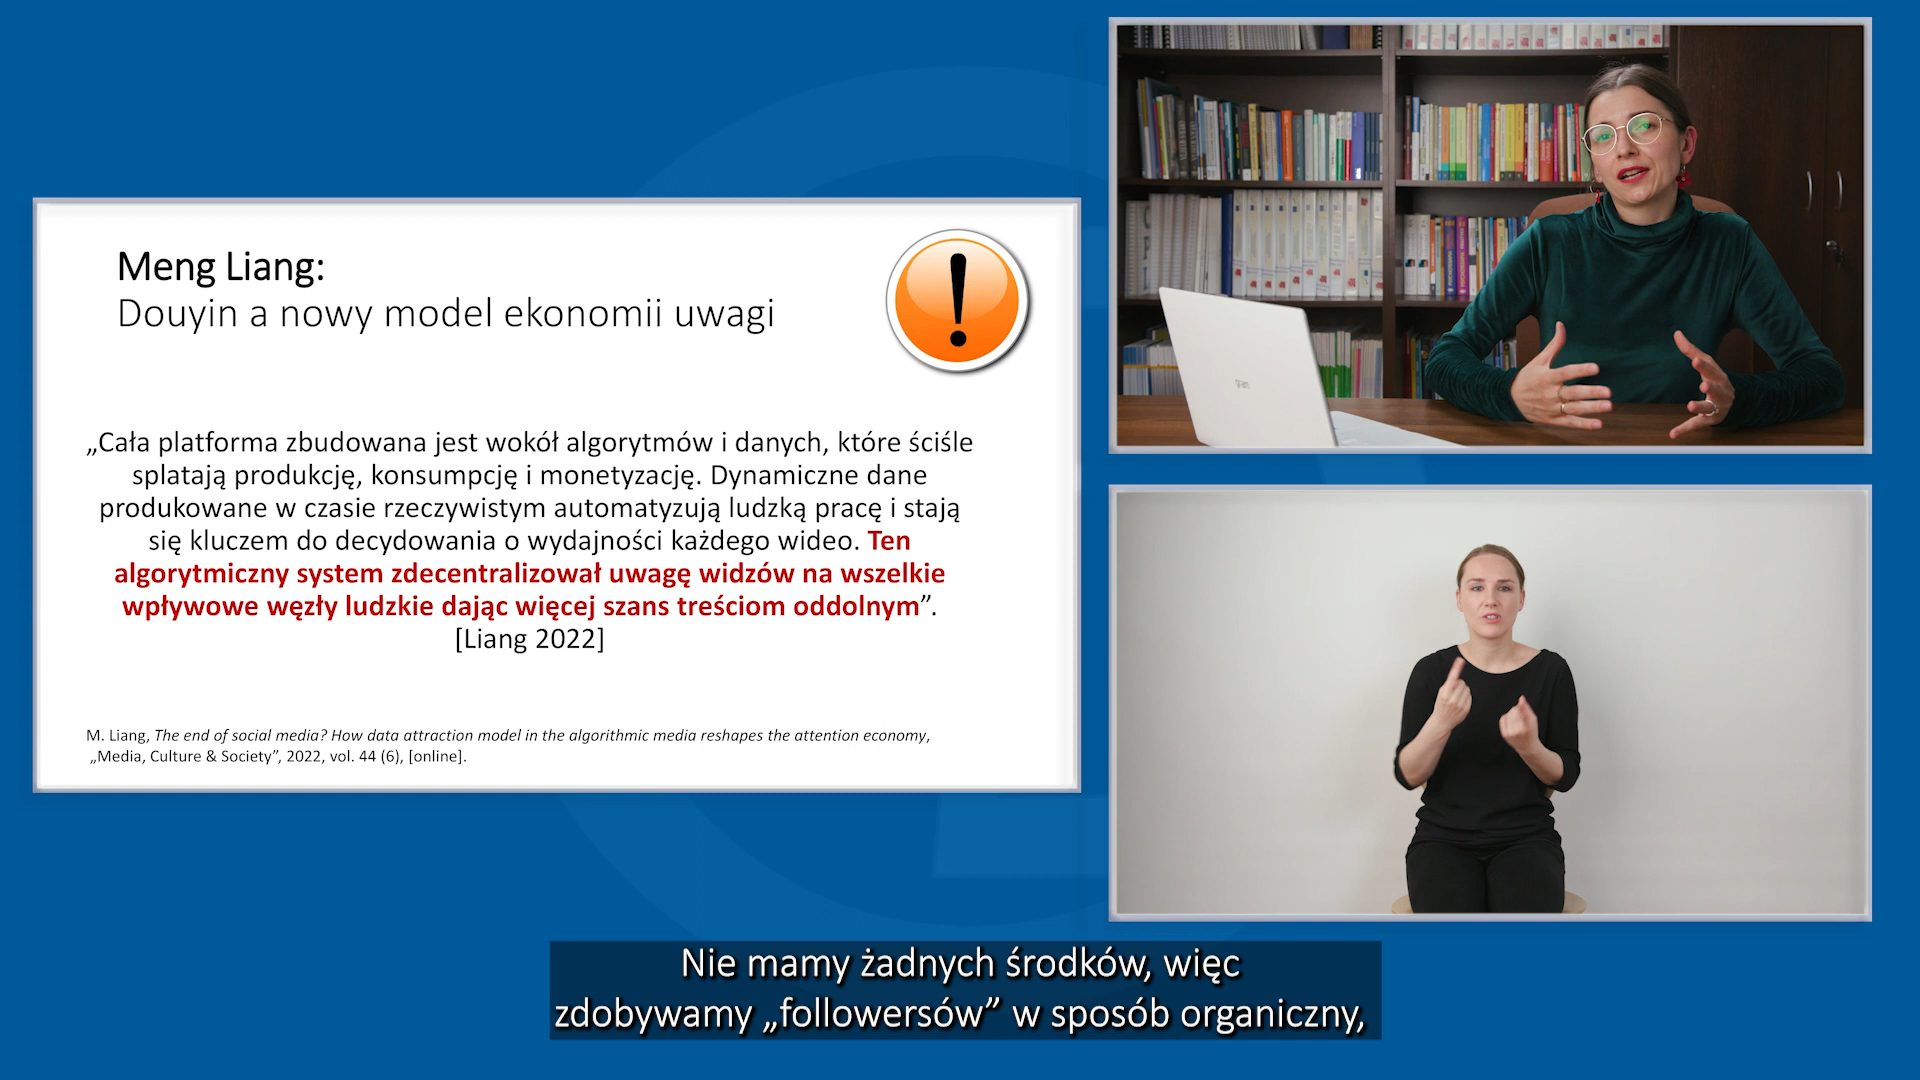 Meng Liang:
Douyin a nowy model ekonomii uwagi
„Cała platforma zbudowana jest wokół algorytmów i danych, które ściśle
splatają produkcję, konsumpcję i monetyzację. Dynamiczne dane
produkowane w czasie rzeczywistym automatyzują ludzką pracę i stają
się kluczem do decydowania o wydajności każdego wideo. Ten
algorytmiczny system zdecentralizował uwagę widzów na wszelkie
wpływowe węzły ludzkie dając więcej szans treściom oddolnym”.
[Liang 2022]
M. Liang, The end of social media? How data attraction model in the algorithmic media reshapes the attention economy,
„Media, Culture & Society”, 2022, vol. 44 (6), [online].
gram
Nie mamy żadnych środków, więc
zdobywamy „followersów” w sposób organiczny,